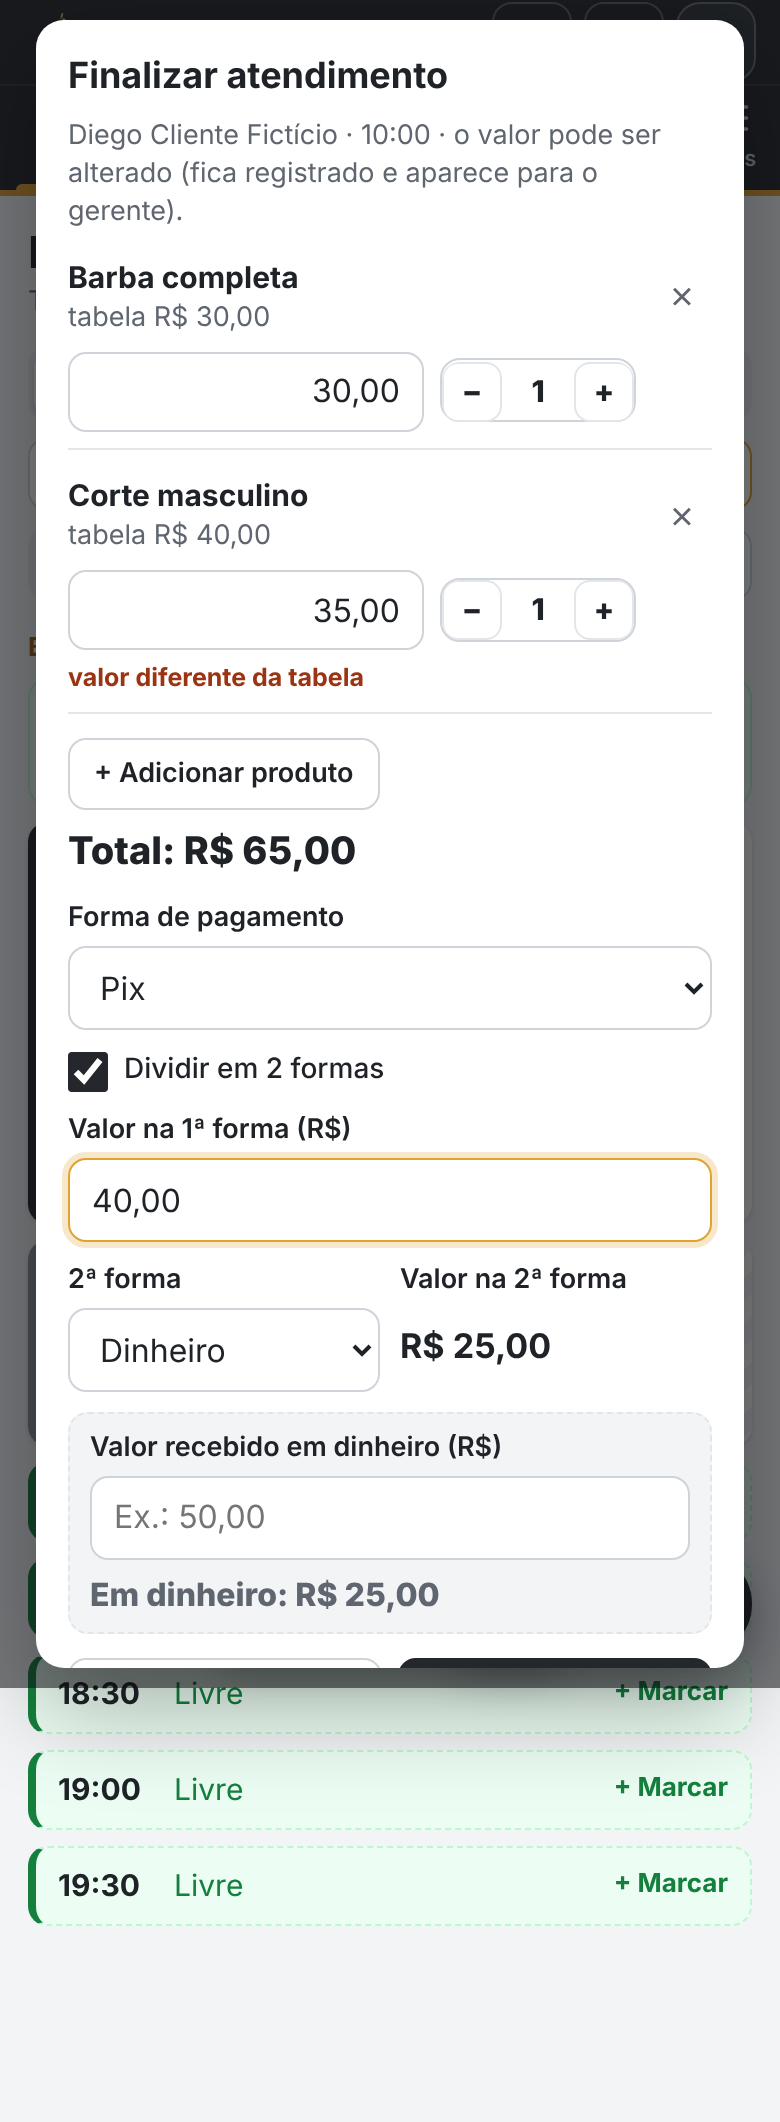 Finalizar atendimento
Diego Cliente Fictício · 10:00 · o valor pode ser
alterado (fica registrado e aparece para o
gerente).
Barba completa
tabela R$ 30,00
×
30,00
− 1 +
Corte masculino
tabela R$ 40,00
×
35,00
− 1 +
valor diferente da tabela
+ Adicionar produto
Total: R$ 65,00
Forma de pagamento
Pix
Dividir em 2 formas
Valor na 1ª forma (R$)
40,00
2ª forma
Valor na 2ª forma
Dinheiro
R$ 25,00
Valor recebido em dinheiro (R$)
Ex.: 50,00
Em dinheiro: R$ 25,00
18:30 Livre + Marcar
19:00 Livre + Marcar
19:30 Livre + Marcar